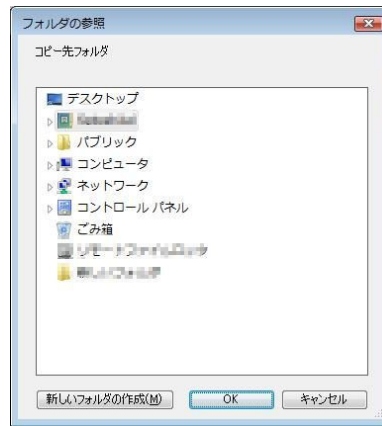 フォルダの参照
コピー先フォルダ
デスクトップ
パブリック
コンピュータ
ネットワーク
コントロール パネル
ごみ箱
新しいフォルダの作成(M)
OK
キャンセル